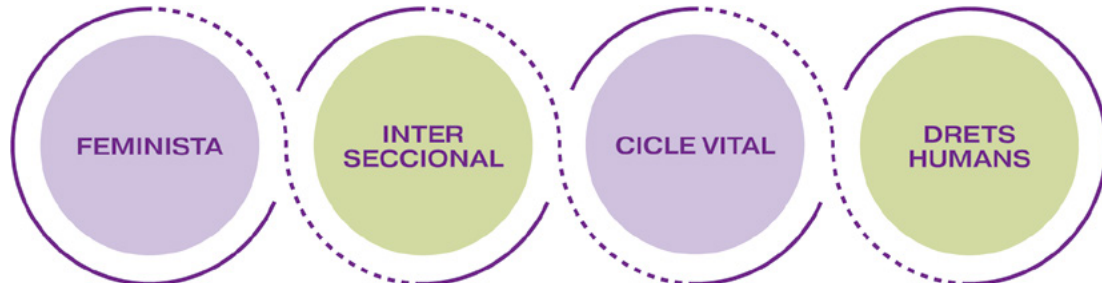 FEMINISTA
INTER
SECCIONAL
CICLE VITAL
DRETS
HUMANS